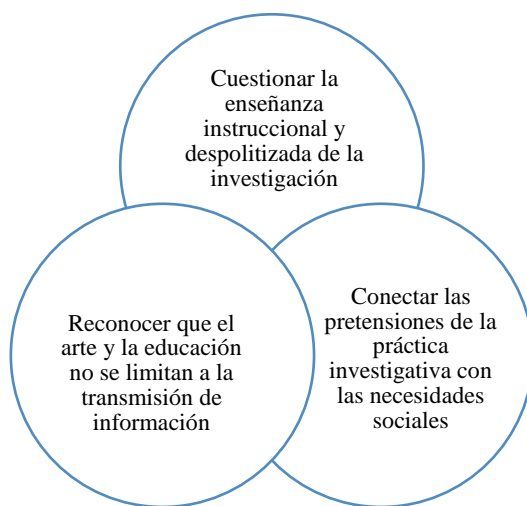 Cuestionar la
enseñanza
instruccional y
despolitizada de la
investigación
Reconocer que el
arte y la educación
no se limitan a la
transmisión de
información
Conectar las
pretensiones de la
práctica
investigativa con
las necesidades
sociales